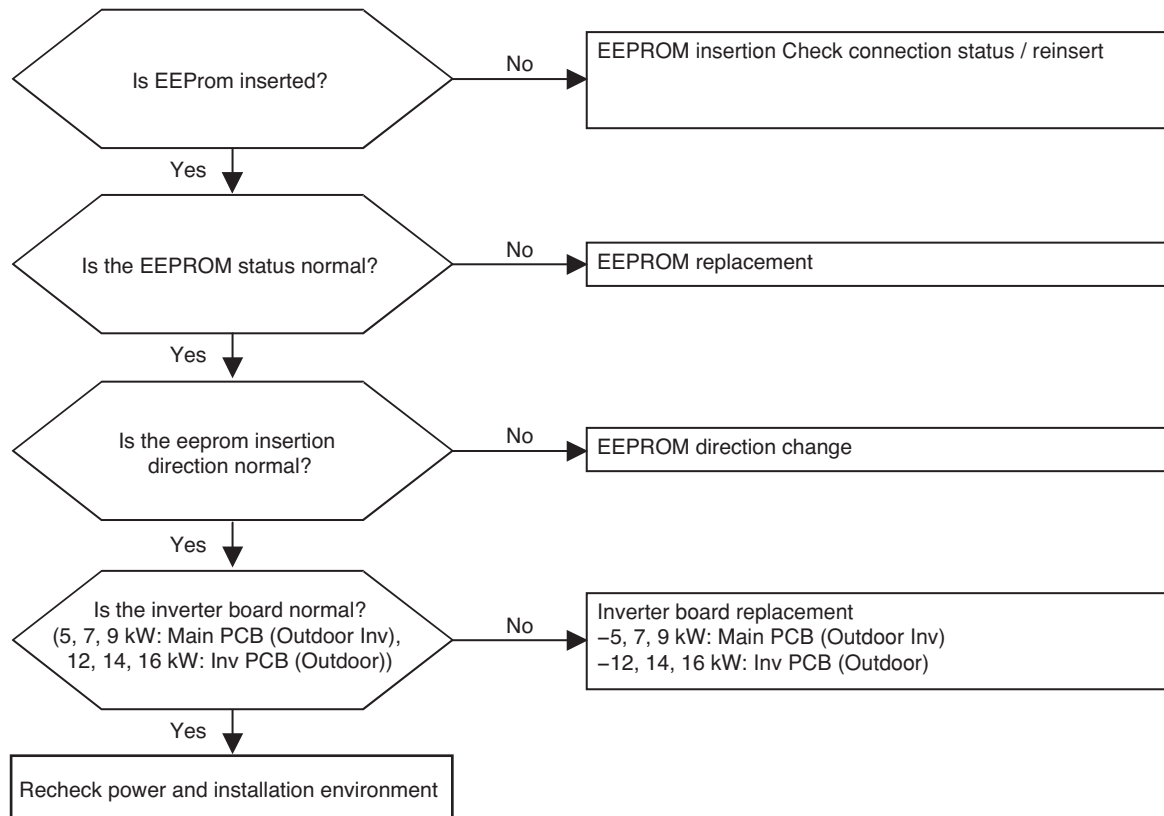 Is EEProm inserted?
No
EEPROM insertion Check connection status / reinsert
Yes
Is the EEPROM status normal?
No
EEPROM replacement
Yes
Is the eeprom insertion
direction normal?
No
EEPROM direction change
Yes
Is the inverter board normal?
(5, 7, 9 kW: Main PCB (Outdoor Inv),
12, 14, 16 kW: Inv PCB (Outdoor))
No
Inverter board replacement
−5, 7, 9 kW: Main PCB (Outdoor Inv)
−12, 14, 16 kW: Inv PCB (Outdoor)
Yes
Recheck power and installation environment